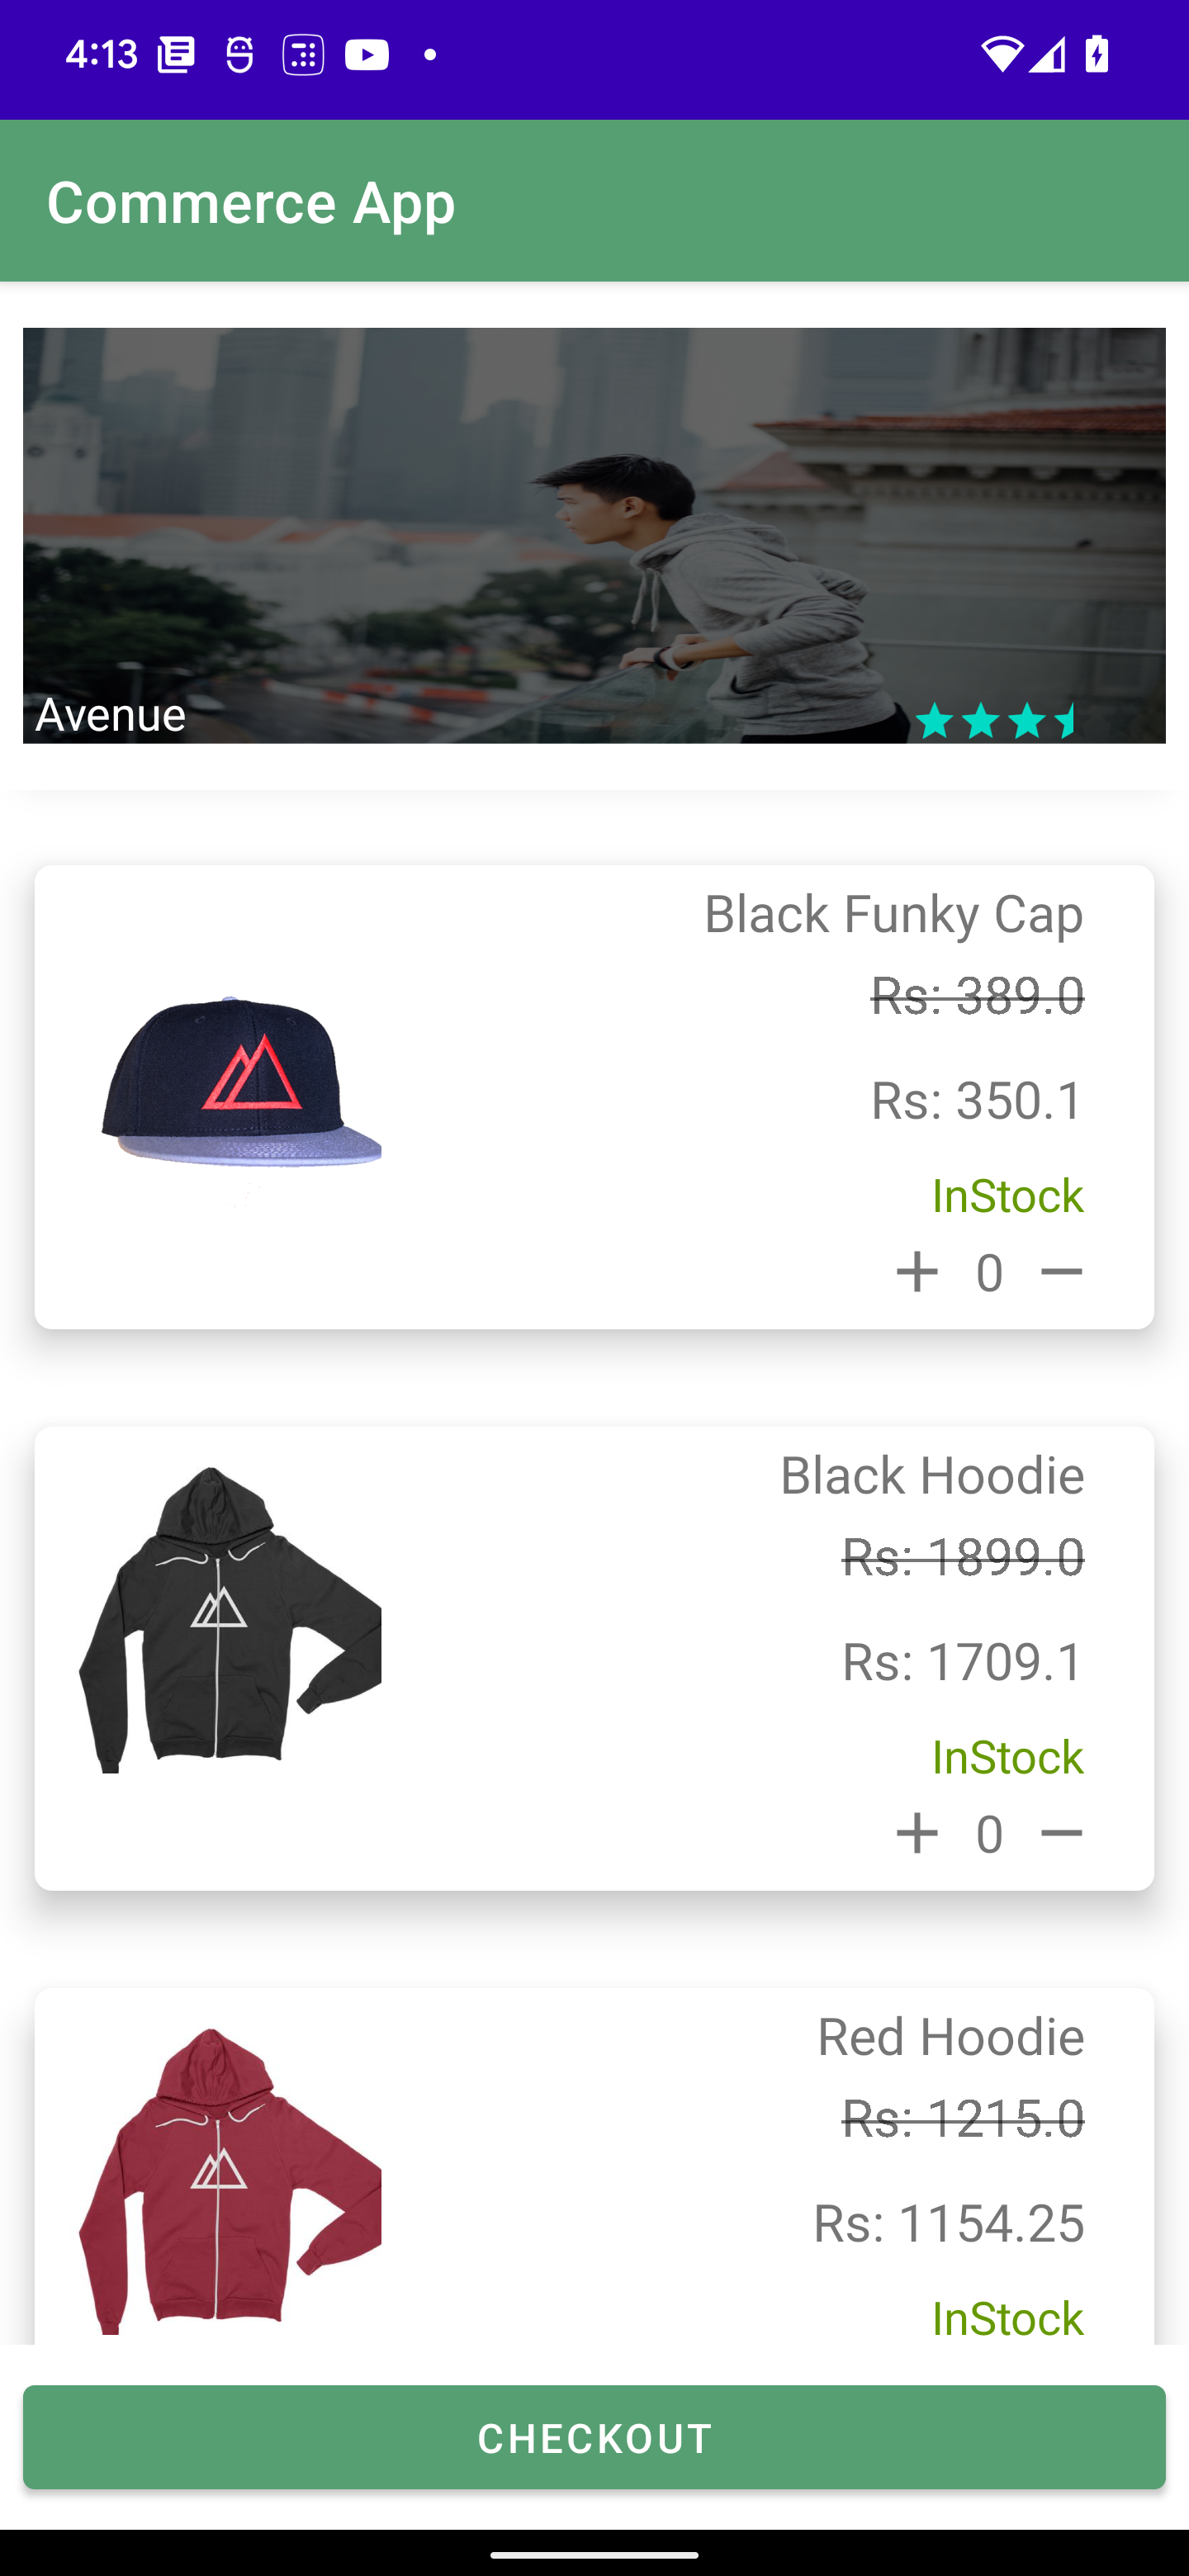 4:13
Commerce App
Avenue
Black Funky Cap
Rs: 389.0
Rs: 350.1
InStock
+ 0 −
Black Hoodie
Rs: 1899.0
Rs: 1709.1
InStock
+ 0 −
Red Hoodie
Rs: 1215.0
Rs: 1154.25
InStock
CHECKOUT